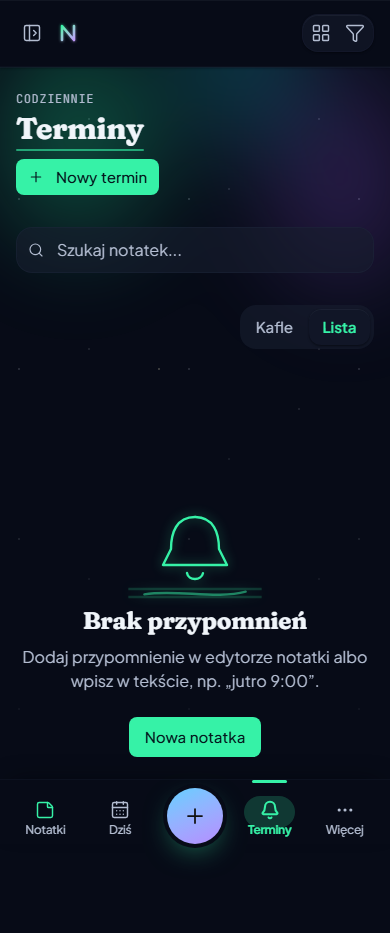 N
CODZIENNIE
Terminy
+ Nowy termin
Szukaj notatek...
Kafle Lista
Brak przypomnień
Dodaj przypomnienie w edytorze notatki albo
wpisz w tekście, np. „jutro 9:00”.
Nowa notatka
Notatki Dziś + Terminy Więcej